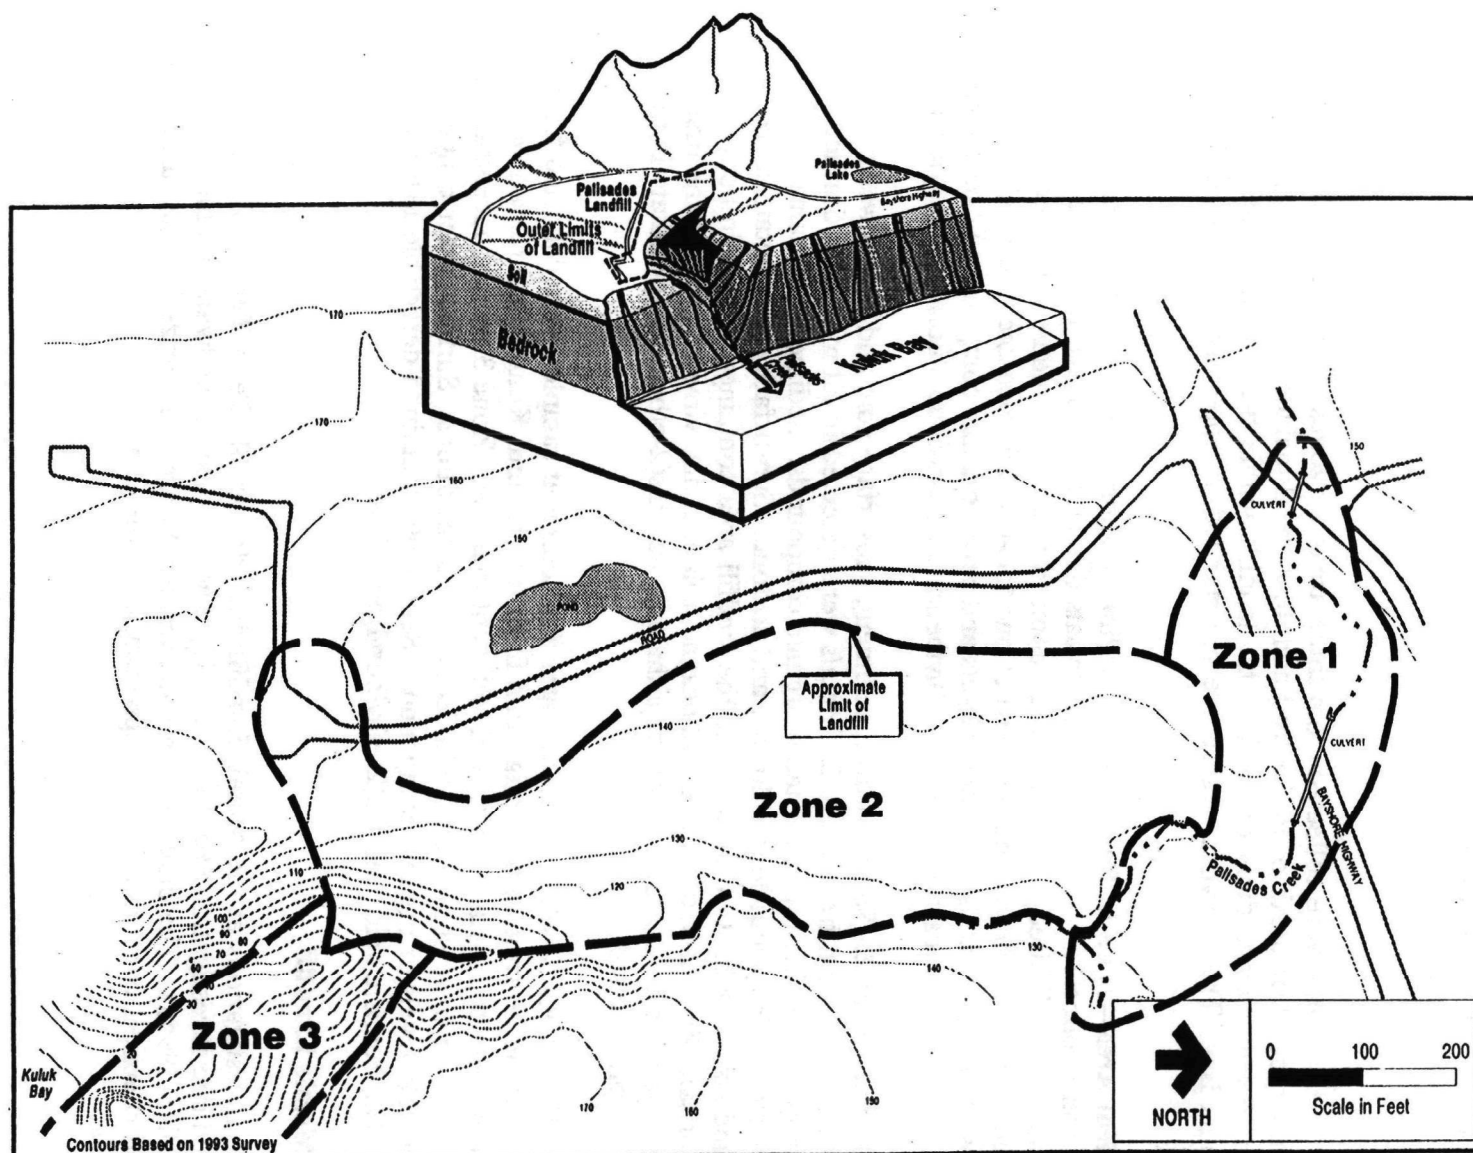 Palisades
Lake
Bayshore Highway
Palisades
Landfill
Outer Limits
of Landfill
Soil
Bedrock
Kuluk Bay
170
170
160
150
150
POND
ROAD
CULVERT
Zone 1
Approximate
Limit of
Landfill
140
CULVERT
Zone 2
BAYSHORE HIGHWAY
130
Palisades Creek
110
120
100
90
80
70
60
30
130
140
Zone 3
20
Kuluk
Bay
170
160
150
NORTH
0 100 200
Scale in Feet
Contours Based on 1993 Survey